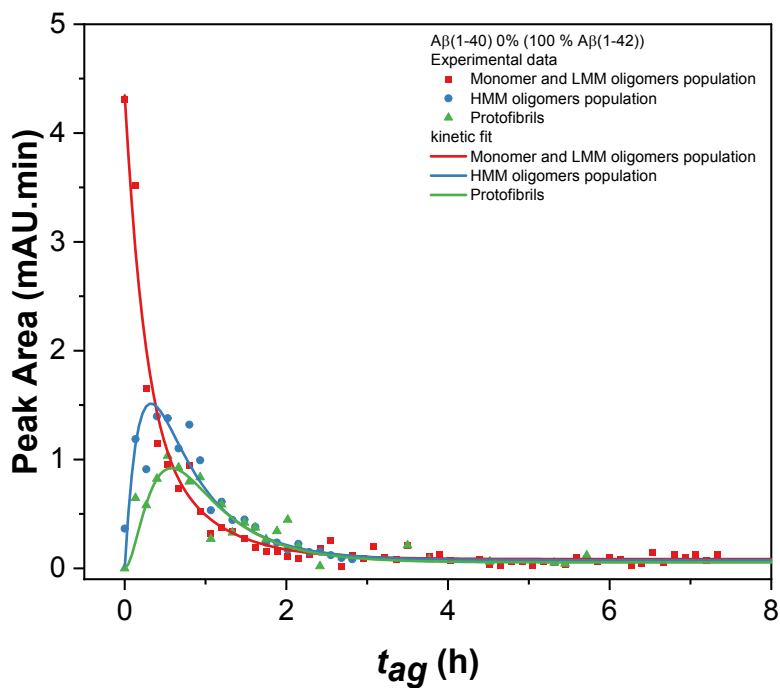 Aβ(1-40) 0% (100 % Aβ(1-42))
Experimental data
Monomer and LMM oligomers population
HMM oligomers population
Protofibrils
kinetic fit
Monomer and LMM oligomers population
HMM oligomers population
Protofibrils
Peak Area (mAU.min)
5
4
3
2
1
0
0 2 4 6 8
tag (h)